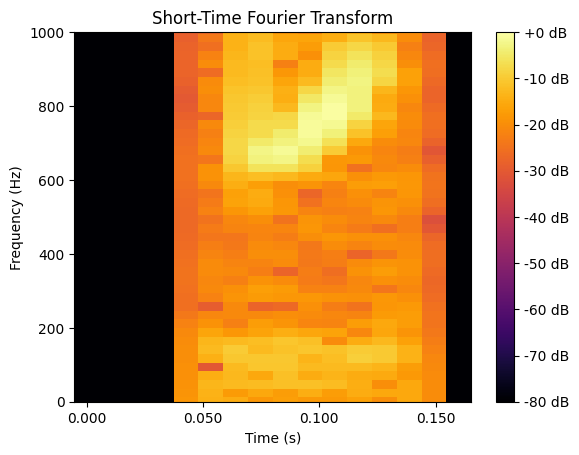 Short-Time Fourier Transform
1000
800
600
400
200
0
Frequency (Hz)
0.000
0.050
0.100
0.150
Time (s)
+0 dB
-10 dB
-20 dB
-30 dB
-40 dB
-50 dB
-60 dB
-70 dB
-80 dB